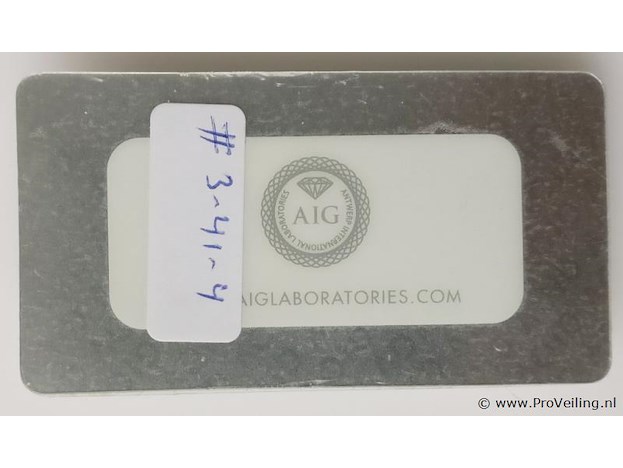 # 3-41-4
ANTWERP INTERNATIONAL LABORATORIES
AIG
AIGLABORATORIES.COM
© www.ProVeiling.nl